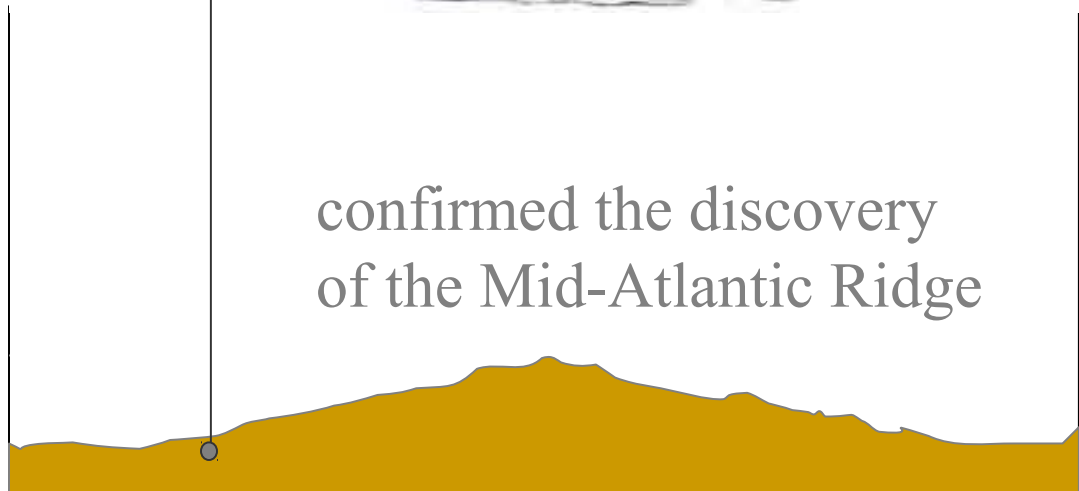 confirmed the discovery
of the Mid-Atlantic Ridge